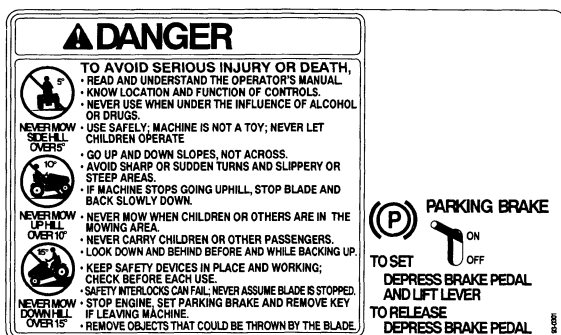 DANGER
TO AVOID SERIOUS INJURY OR DEATH,
• READ AND UNDERSTAND THE OPERATOR'S MANUAL.
• KNOW LOCATION AND FUNCTION OF CONTROLS.
• NEVER USE WHEN UNDER THE INFLUENCE OF ALCOHOL
OR DRUGS.
• USE SAFELY; MACHINE IS NOT A TOY; NEVER LET
CHILDREN OPERATE
5°
NEVER MOW
SIDE HILL
OVER 5°
• GO UP AND DOWN SLOPES, NOT ACROSS.
• AVOID SHARP OR SUDDEN TURNS AND SLIPPERY OR
STEEP AREAS.
• IF MACHINE STOPS GOING UPHILL, STOP BLADE AND
BACK SLOWLY DOWN.
10°
NEVER MOW
UP HILL
OVER 10°
• NEVER MOW WHEN CHILDREN OR OTHERS ARE IN THE
MOWING AREA.
• NEVER CARRY CHILDREN OR OTHER PASSENGERS.
• LOOK DOWN AND BEHIND BEFORE AND WHILE BACKING UP.
• KEEP SAFETY DEVICES IN PLACE AND WORKING;
CHECK BEFORE EACH USE.
• SAFETY INTERLOCKS CAN FAIL; NEVER ASSUME BLADE IS STOPPED.
• STOP ENGINE, SET PARKING BRAKE AND REMOVE KEY
IF LEAVING MACHINE.
• REMOVE OBJECTS THAT COULD BE THROWN BY THE BLADE.
15°
NEVER MOW
DOWN HILL
OVER 15°
P
PARKING BRAKE
ON
OFF
TO SET
DEPRESS BRAKE PEDAL
AND LIFT LEVER
TO RELEASE
DEPRESS BRAKE PEDAL